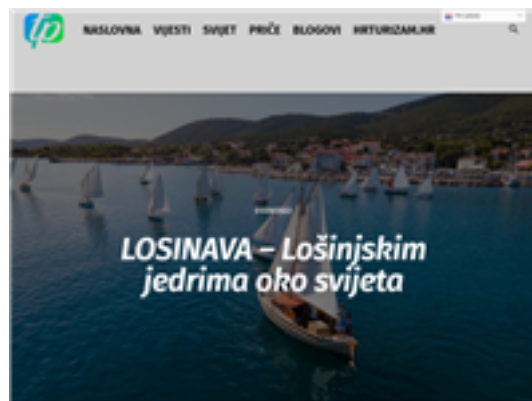 NASLOVNA VIJESTI SVIJET PRIČE BLOGOVI HRTURIZAM.HR
LOSINAVA – Lošinjskim
jedrima oko svijeta